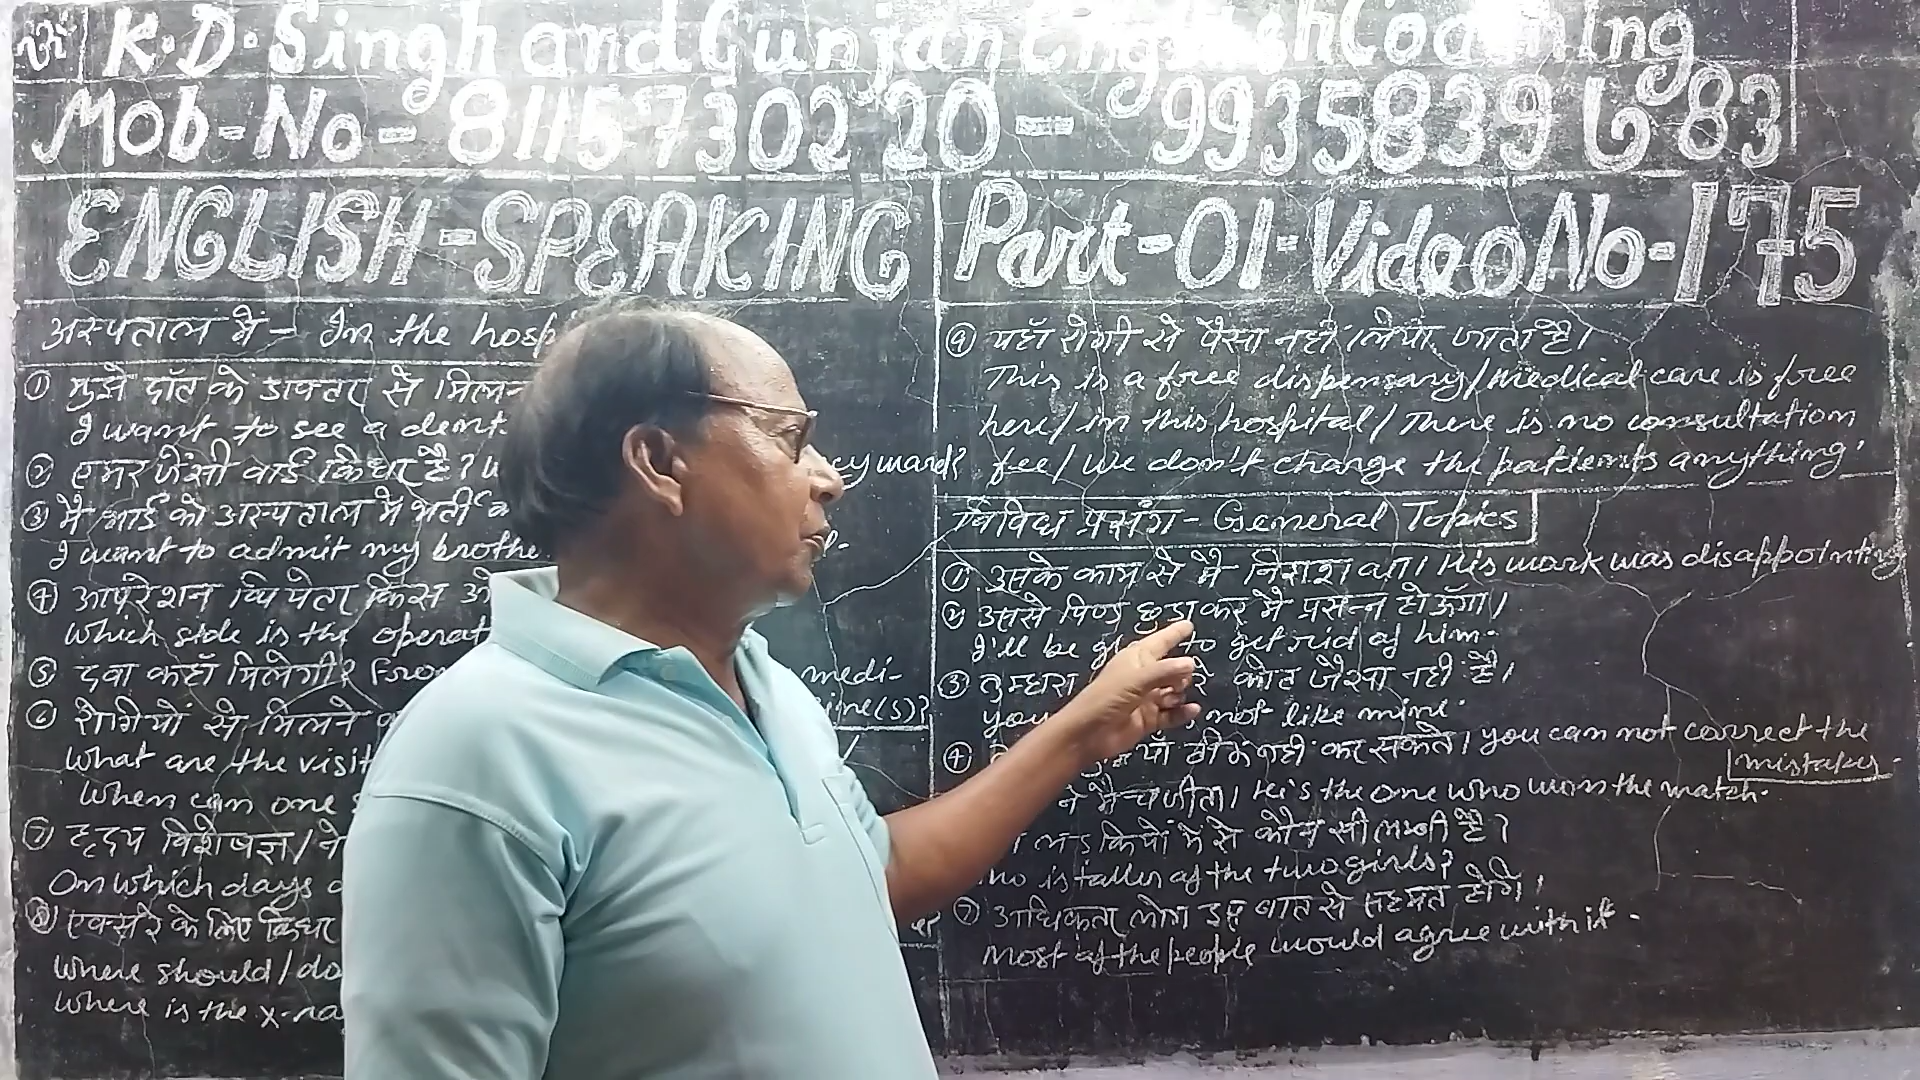 K.D. Singh and Gunjan English Coaching
Mob-No- 8115730220 - 9935839683
ENGLISH-SPEAKING
Part-01-Video No-175
अस्पताल में- In the hosp
① मुझे दाँत के डाक्टर से मिलन
I want to see a dent
② एमरजेंसी वार्ड किधर है? W cy ward?
③ मैं भाई को अस्पताल में भर्ती क
I want to admit my brothe
④ आपरेशन थियेटर किस ओ
Which side is the operat
⑤ दवा कहाँ मिलेगी? From medi-
ine(s)?
⑥ रोगियों से मिलने क
What are the visit
When can one
⑦ हृदय विशेषज्ञ/ ने
On which days
⑧ एक्सरे के लिए किधर
Where should/do
Where is the x-ra
⑨ यहाँ रोगी से पैसा नहीं लिया जाता है।
This is a free dispensary/medical care is free
here/in this hospital/There is no consultation
fee/we don't charge the patients anything.
विविध प्रसंग- General Topics
① उसके काम से मैं निराश था। His work was disappointing
② उससे पिण्ड छुड़ाकर मैं प्रसन्न होऊँगा।
I'll be g to get rid of him.
③ तुम्हारा कोट जैसा नहीं है।
you not like mine.
④ याँ ठीक नहीं कर सकते। you can not correct the
mistakes.
ने मैच जीता। He's the one who won the match.
लड़कियों में से कौन सी लम्बी है?
ho is taller of the two girls?
⑦ अधिकतर लोग इस बात से सहमत होंगे।
Most of the people would agree with it.